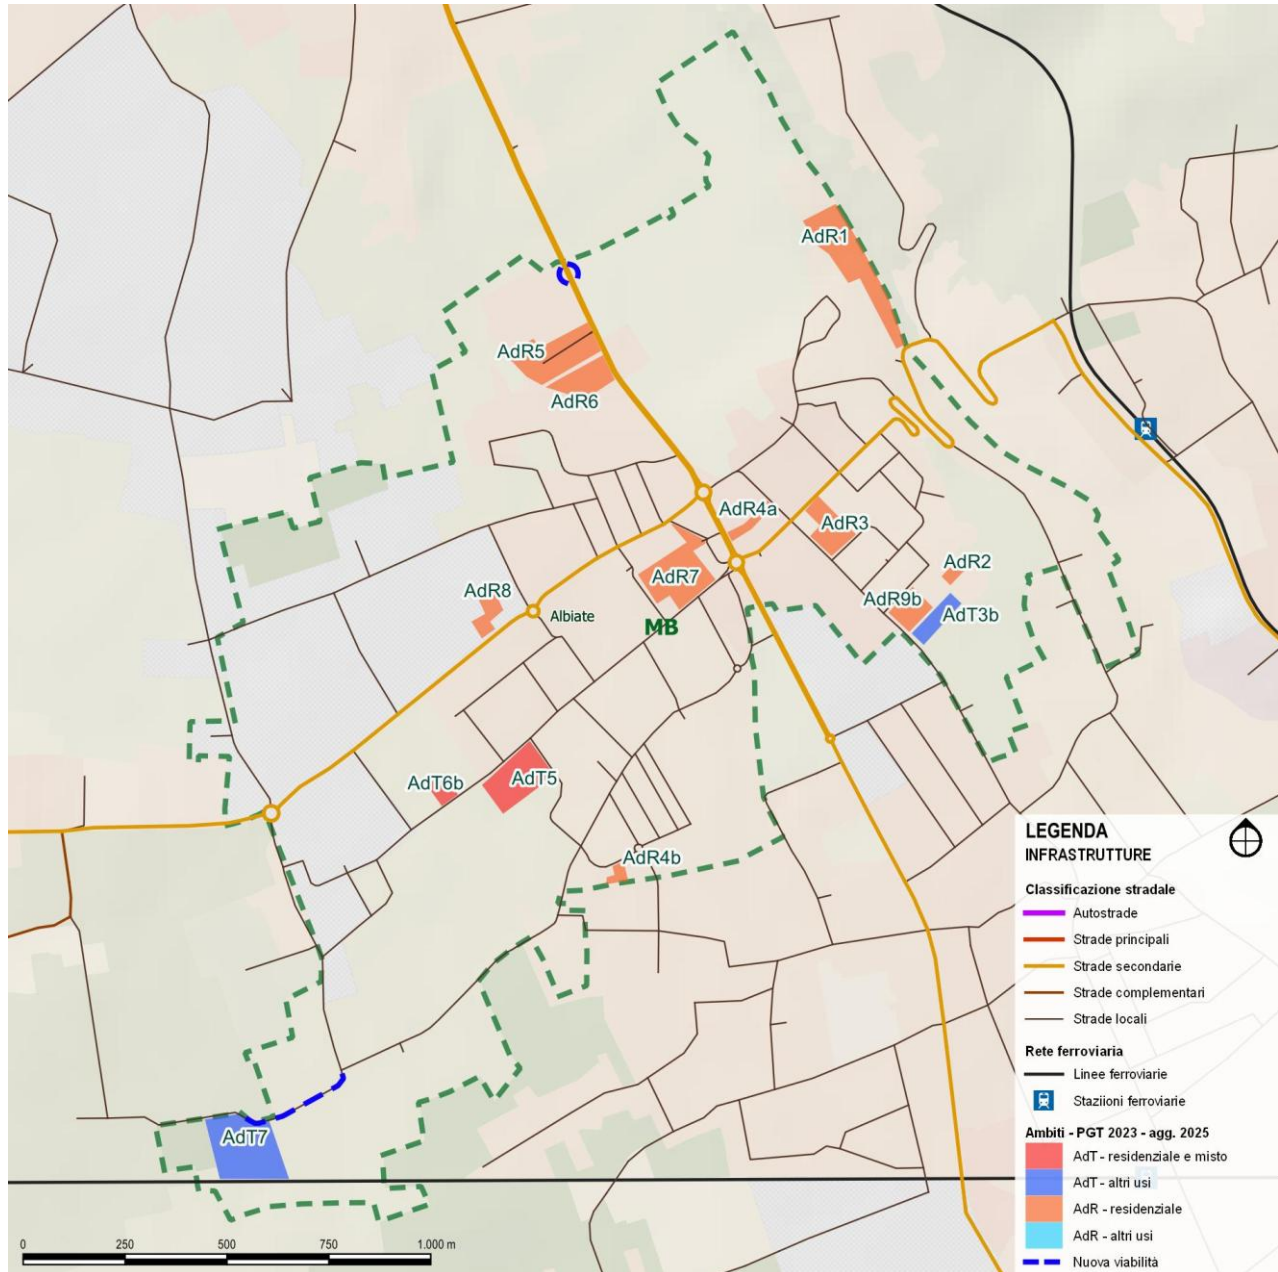 AdR1
AdR5
AdR6
AdR4a
AdR3
AdR2
AdR7
AdR8
AdR9b
AdT3b
Albiate
MB
AdT6b
AdT5
AdR4b
AdT7
LEGENDA
INFRASTRUTTURE
Classificazione stradale
Autostrade
Strade principali
Strade secondarie
Strade complementari
Strade locali
Rete ferroviaria
Linee ferroviarie
Staziioni ferroviarie
Ambiti - PGT 2023 - agg. 2025
AdT - residenziale e misto
AdT - altri usi
AdR - residenziale
AdR - altri usi
Nuova viabilità
0 250 500 750 1.000 m